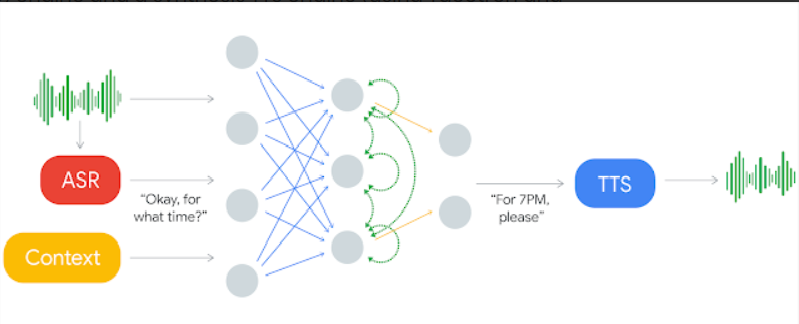 ASR
"Okay, for
what time?"
Context
"For 7PM,
please"
TTS